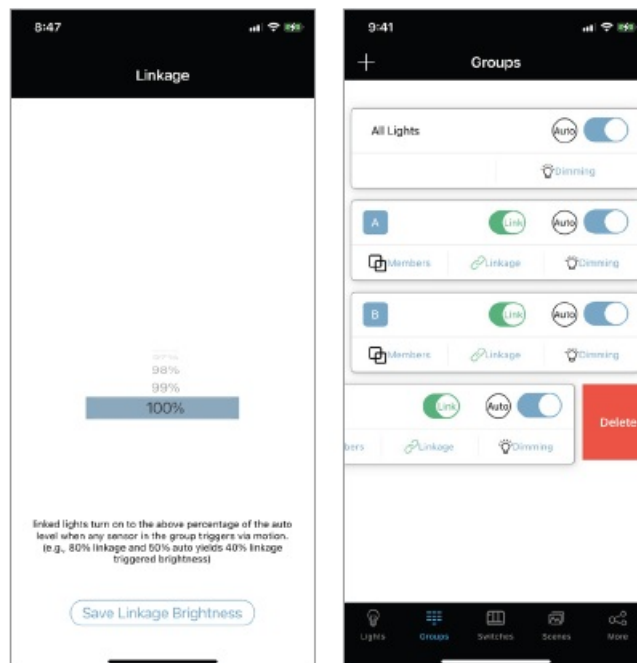 8:47
Linkage
97%
98%
99%
100%
linked lights turn on to the above percentage of the auto
level when any sensor in the group triggers via motion.
(e.g., 80% linkage and 50% auto yields 40% linkage
triggered brightness)
Save Linkage Brightness
9:41
Groups
All Lights
Auto
Dimming
A
Link
Auto
Members
Linkage
Dimming
B
Link
Auto
Members
Linkage
Dimming
Link
Auto
Delete
bers
Linkage
Dimming
Lights
Groups
Switches
Scenes
More